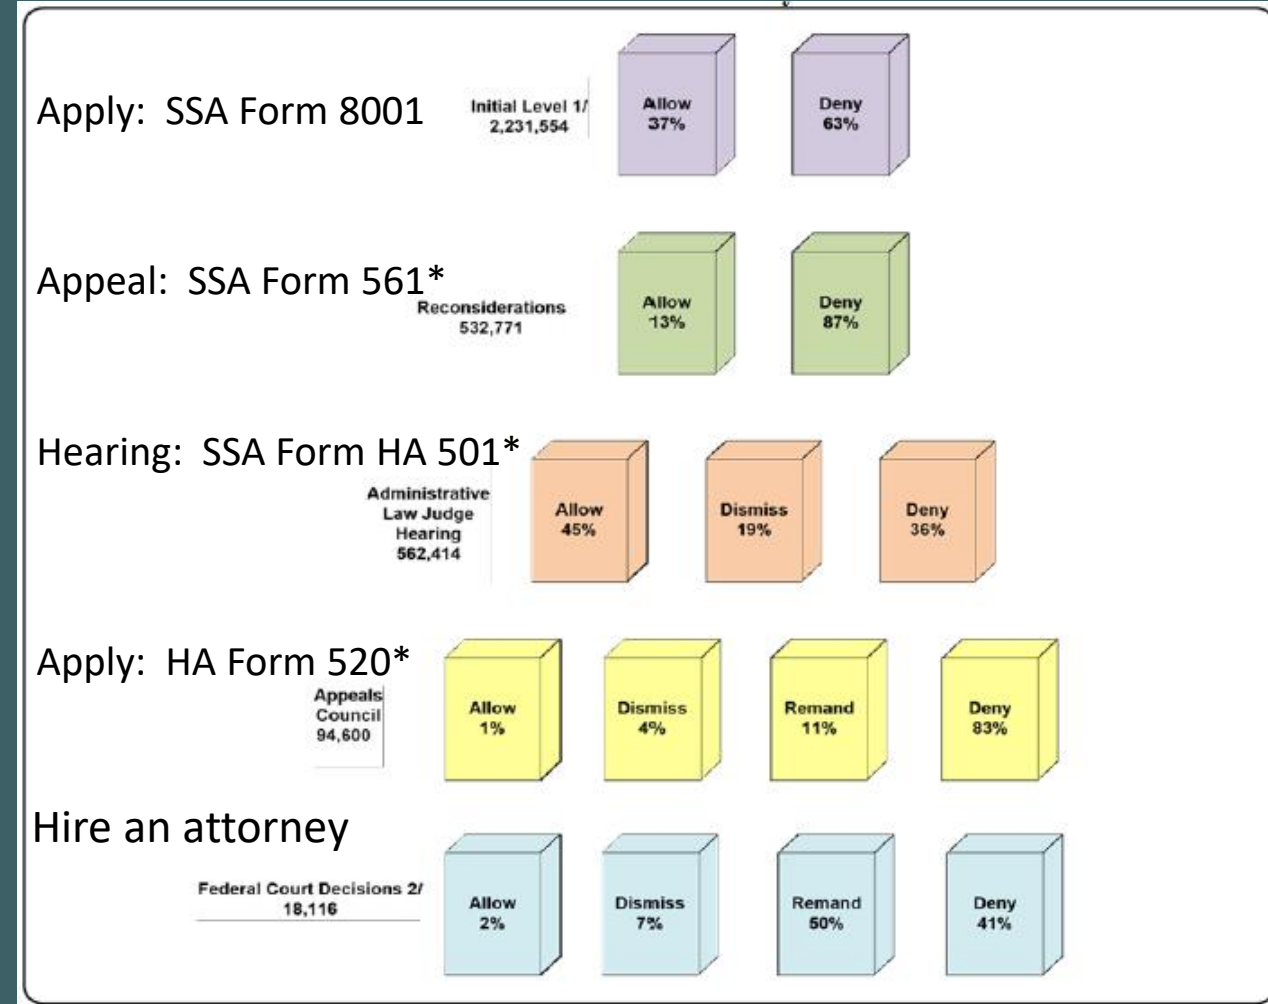 Apply:  SSA Form 8001
Initial Level 1/
2,231,554
Allow
37%
Deny
63%
Appeal:  SSA Form 561*
Reconsiderations
532,771
Allow
13%
Deny
87%
Hearing:  SSA Form HA 501*
Administrative
Law Judge
Hearing
562,414
Allow
45%
Dismiss
19%
Deny
36%
Apply:  HA Form 520*
Appeals
Council
94,600
Allow
1%
Dismiss
4%
Remand
11%
Deny
83%
Hire an attorney
Federal Court Decisions 2/
18,116
Allow
2%
Dismiss
7%
Remand
50%
Deny
41%